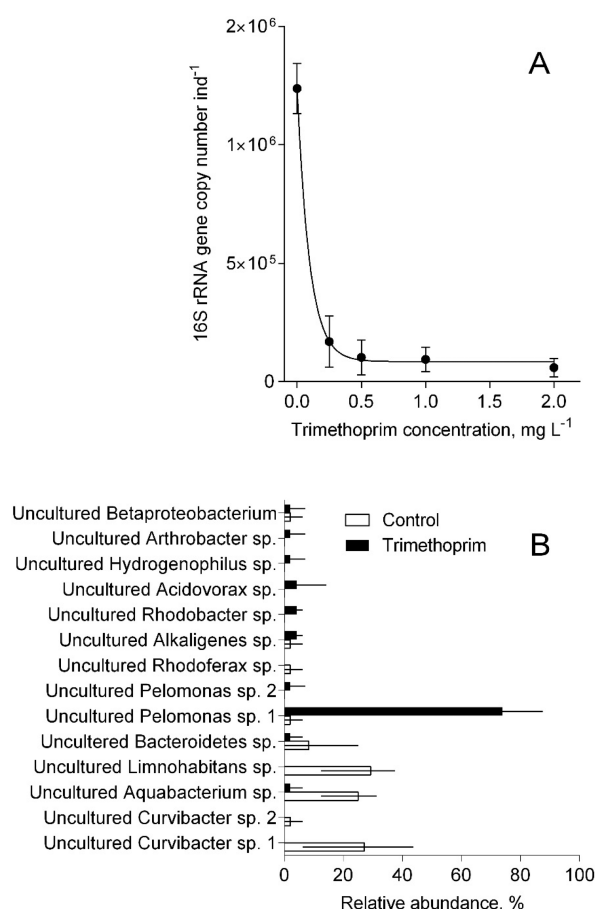 A
16S rRNA gene copy number ind⁻¹
2×10⁶
1×10⁶
5×10⁵
0
0.0 0.5 1.0 1.5 2.0
Trimethoprim concentration, mg L⁻¹
B
Control
Trimethoprim
Uncultured Betaproteobacterium
Uncultured Arthrobacter sp.
Uncultured Hydrogenophilus sp.
Uncultured Acidovorax sp.
Uncultured Rhodobacter sp.
Uncultured Alkaligenes sp.
Uncultured Rhodoferax sp.
Uncultured Pelomonas sp. 2
Uncultured Pelomonas sp. 1
Uncultered Bacteroidetes sp.
Uncultured Limnohabitans sp.
Uncultured Aquabacterium sp.
Uncultured Curvibacter sp. 2
Uncultured Curvibacter sp. 1
0 20 40 60 80 100
Relative abundance, %